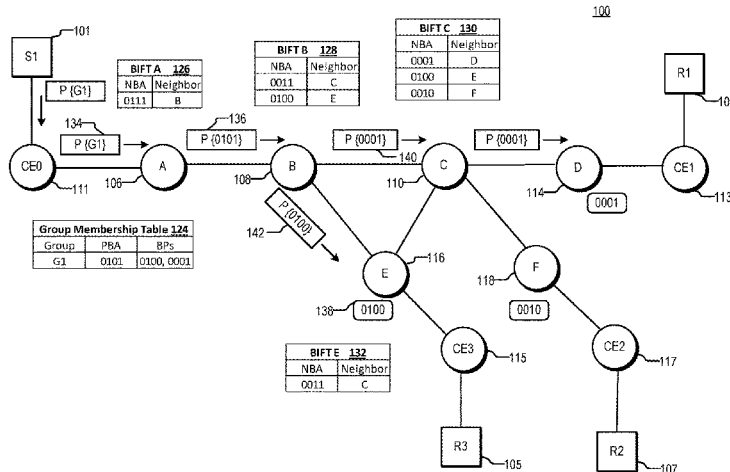 100
S1
101
BIFT A 126
NBA Neighbor
0111 B
BIFT B 128
NBA Neighbor
0011 C
0100 E
BIFT C 130
NBA Neighbor
0001 D
0100 E
0010 F
R1
P {G1}
134
P {G1}
136
P {0101}
P {0001}
140
P {0001}
CE0
111
A
106
B
108
C
110
D
114
CE1
113
0001
P {0100}
142
Group Membership Table 124
Group PBA BPs
G1 0101 0100, 0001
E
116
138
0100
F
118
0010
BIFT E 132
NBA Neighbor
0011 C
CE3
115
CE2
117
R3
105
R2
107